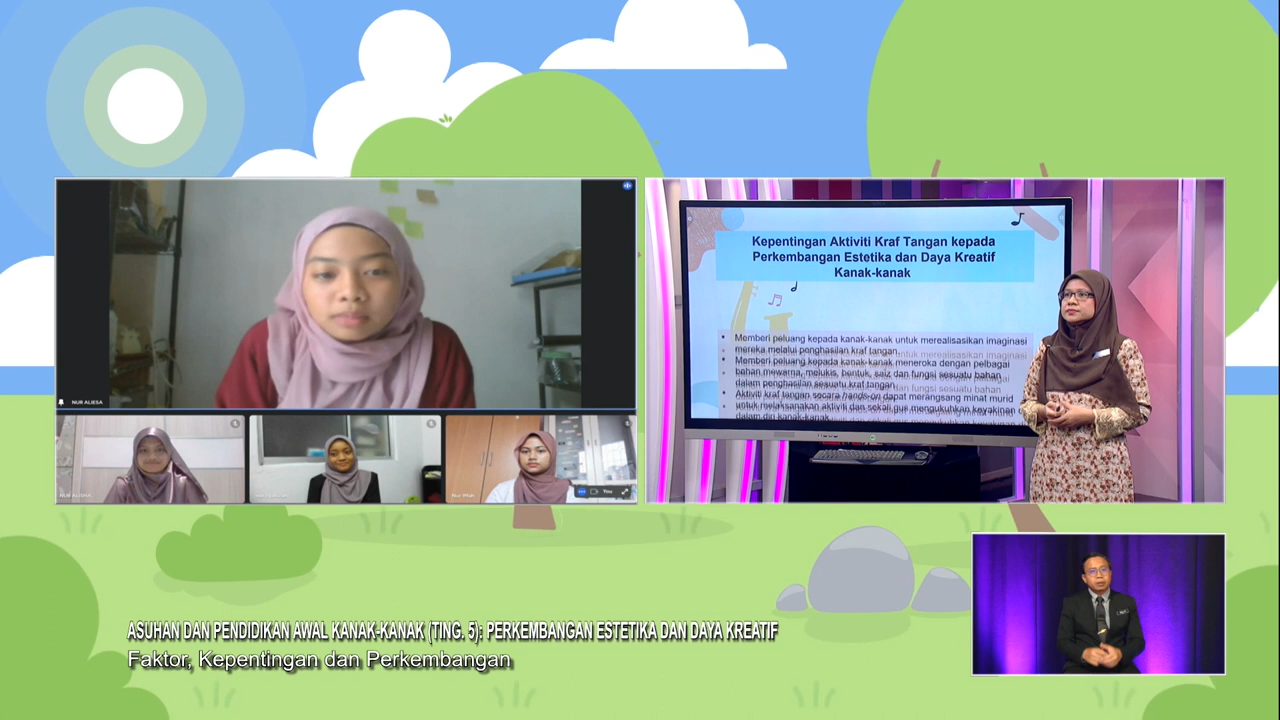 Kepentingan Aktiviti Kraf Tangan kepada
Perkembangan Estetika dan Daya Kreatif
Kanak-kanak
Memberi peluang kepada kanak-kanak untuk merealisasikan imaginasi
mereka melalui penghasilan kraf tangan
Memberi peluang kepada kanak-kanak meneroka dengan pelbagai
bahan mewarna, melukis, bentuk, saiz dan fungsi sesuatu bahan
dalam penghasilan sesuatu kraf tangan
Aktiviti kraf tangan secara hands-on dapat merangsang minat murid
untuk melaksanakan aktiviti dan sekali gus mengukuhkan keyakinan
dalam diri kanak-kanak
NUR ALIESA
You
ASUHAN DAN PENDIDIKAN AWAL KANAK-KANAK (TING. 5): PERKEMBANGAN ESTETIKA DAN DAYA KREATIF
Faktor, Kepentingan dan Perkembangan